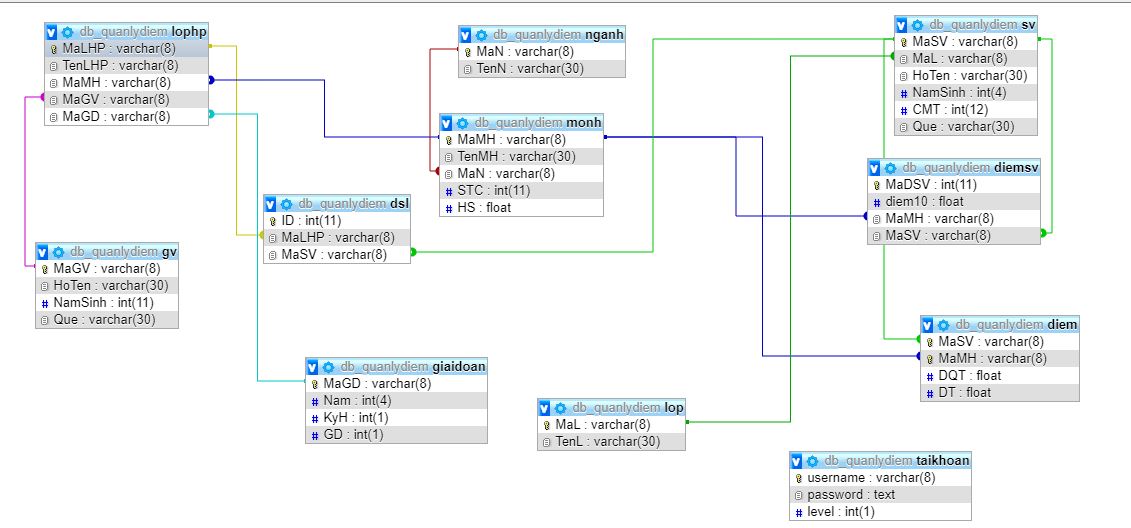 db_quanlydiem lophp
MaLHP : varchar(8)
TenLHP : varchar(8)
MaMH : varchar(8)
MaGV : varchar(8)
MaGD : varchar(8)
db_quanlydiem nganh
MaN : varchar(8)
TenN : varchar(30)
db_quanlydiem sv
MaSV : varchar(8)
MaL : varchar(8)
HoTen : varchar(30)
# NamSinh : int(4)
# CMT : int(12)
Que : varchar(30)
db_quanlydiem monh
MaMH : varchar(8)
TenMH : varchar(30)
MaN : varchar(8)
# STC : int(11)
# HS : float
db_quanlydiem diemsv
MaDSV : int(11)
# diem10 : float
MaMH : varchar(8)
MaSV : varchar(8)
db_quanlydiem dsl
ID : int(11)
MaLHP : varchar(8)
MaSV : varchar(8)
db_quanlydiem gv
MaGV : varchar(8)
HoTen : varchar(30)
# NamSinh : int(11)
Que : varchar(30)
db_quanlydiem diem
MaSV : varchar(8)
MaMH : varchar(8)
# DQT : float
# DT : float
db_quanlydiem giaidoan
MaGD : varchar(8)
# Nam : int(4)
# KyH : int(1)
# GD : int(1)
db_quanlydiem lop
MaL : varchar(8)
TenL : varchar(30)
db_quanlydiem taikhoan
username : varchar(8)
password : text
# level : int(1)